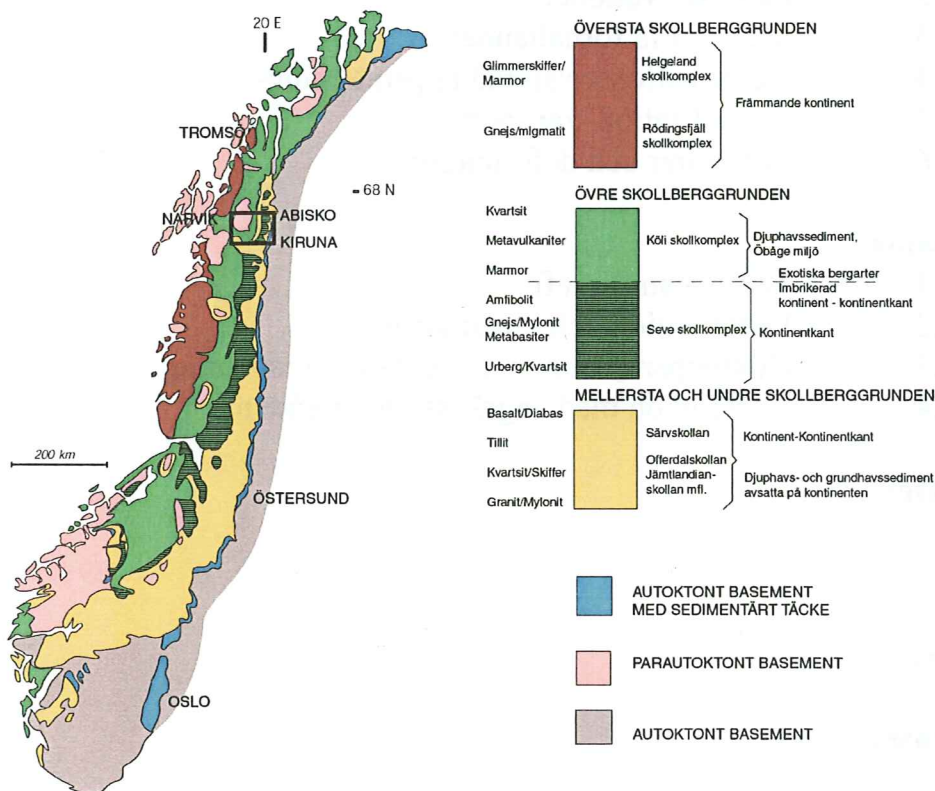 20 E
TROMSÖ
68 N
NARVIK
ABISKO
KIRUNA
200 km
ÖSTERSUND
OSLO
ÖVERSTA SKOLLBERGGRUNDEN
Glimmerskiffer/
Marmor
Gnejs/migmatit
Helgeland
skollkomplex
Rödingsfjäll
skollkomplex
Främmande kontinent
ÖVRE SKOLLBERGGRUNDEN
Kvartsit
Metavulkaniter
Marmor
Amfibolit
Gnejs/Mylonit
Metabasiter
Urberg/Kvartsit
Köli skollkomplex
Seve skollkomplex
Djuphavssediment,
Öbåge miljö
Exotiska bergarter
Imbrikerad
kontinent - kontinentkant
Kontinentkant
MELLERSTA OCH UNDRE SKOLLBERGGRUNDEN
Basalt/Diabas
Tillit
Kvartsit/Skiffer
Granit/Mylonit
Särvskollan
Offerdalskollan
Jämtlandian-
skollan mfl.
Kontinent-Kontinentkant
Djuphavs- och grundhavssediment
avsatta på kontinenten
AUTOKTONT BASEMENT
MED SEDIMENTÄRT TÄCKE
PARAUTOKTONT BASEMENT
AUTOKTONT BASEMENT